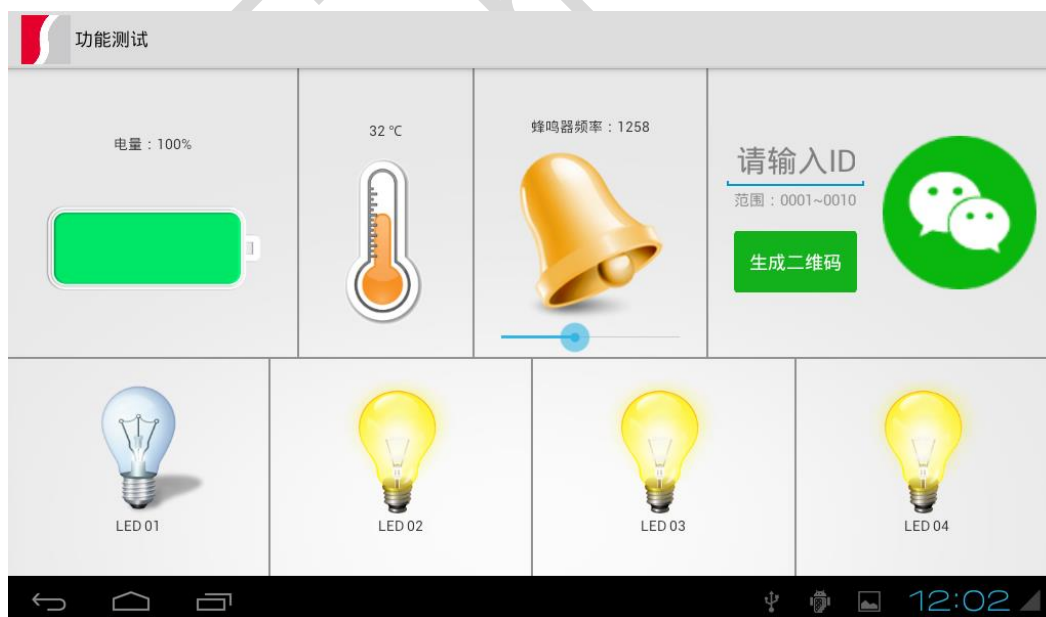 功能测试
电量：100%
32 ℃
蜂鸣器频率：1258
请输入ID
范围：0001~0010
生成二维码
LED 01
LED 02
LED 03
LED 04
12:02